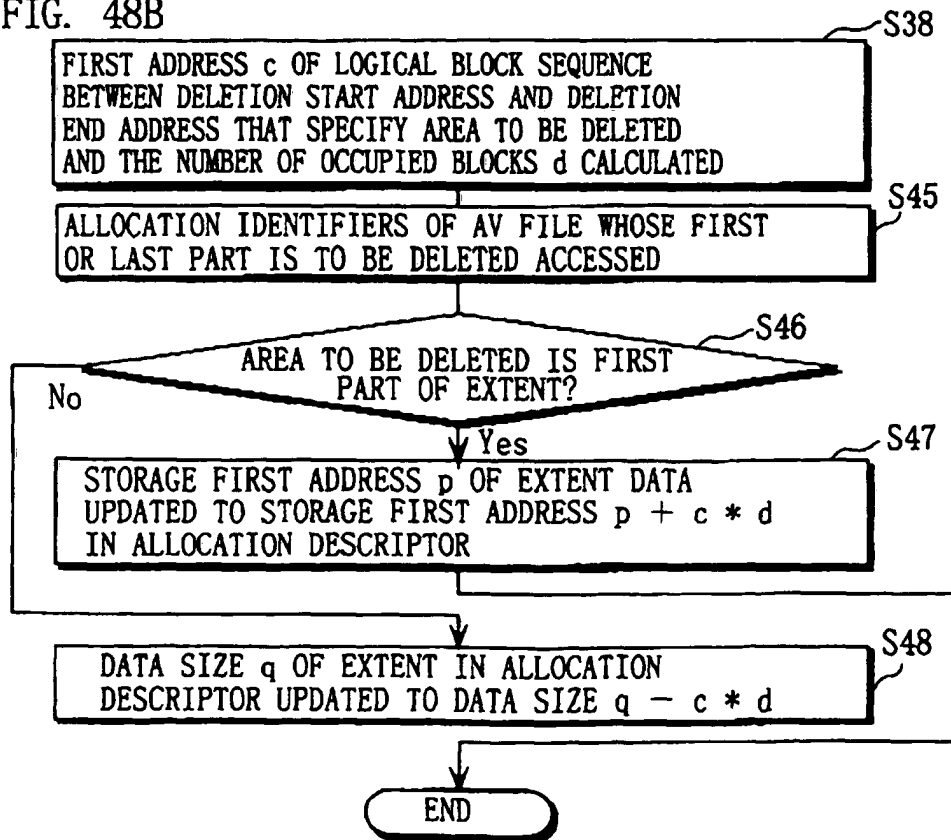 FIG. 48B
S38
FIRST ADDRESS c OF LOGICAL BLOCK SEQUENCE
BETWEEN DELETION START ADDRESS AND DELETION
END ADDRESS THAT SPECIFY AREA TO BE DELETED
AND THE NUMBER OF OCCUPIED BLOCKS d CALCULATED
S45
ALLOCATION IDENTIFIERS OF AV FILE WHOSE FIRST
OR LAST PART IS TO BE DELETED ACCESSED
S46
AREA TO BE DELETED IS FIRST
PART OF EXTENT?
No
Yes
S47
STORAGE FIRST ADDRESS p OF EXTENT DATA
UPDATED TO STORAGE FIRST ADDRESS p + c * d
IN ALLOCATION DESCRIPTOR
S48
DATA SIZE q OF EXTENT IN ALLOCATION
DESCRIPTOR UPDATED TO DATA SIZE q − c * d
END